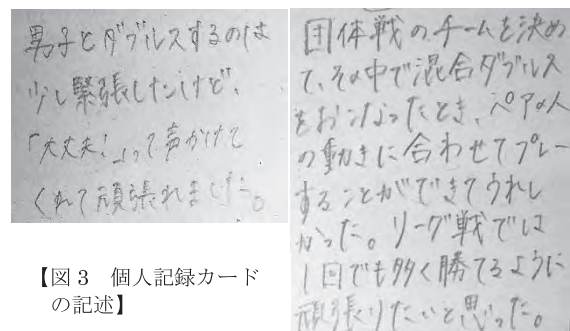 男子とダブルスするのは
少し緊張したけど、
「大丈夫！」って声かけて
くれて頑張れました。
【図３　個人記録カード
の記述】
団体戦のチームを決め
て、その中で混合ダブルス
をおこなったとき、ペアの人
の動きに合わせてプレー
することができてうれし
かった。リーグ戦では
1回でも多く勝てるように
頑張りたいと思った。